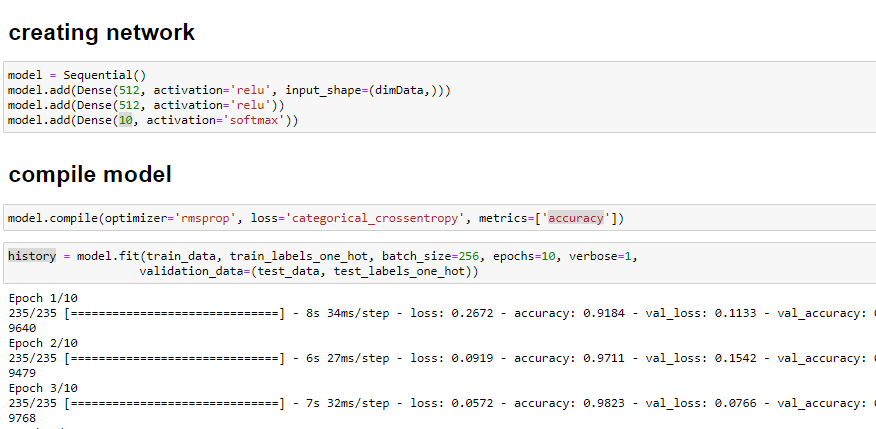 creating network
model = Sequential()
model.add(Dense(512, activation='relu', input_shape=(dimData,)))
model.add(Dense(512, activation='relu'))
model.add(Dense(10, activation='softmax'))
compile model
model.compile(optimizer='rmsprop', loss='categorical_crossentropy', metrics=['accuracy'])
history = model.fit(train_data, train_labels_one_hot, batch_size=256, epochs=10, verbose=1,
validation_data=(test_data, test_labels_one_hot))
Epoch 1/10
235/235 [==============================] - 8s 34ms/step - loss: 0.2672 - accuracy: 0.9184 - val_loss: 0.1133 - val_accuracy:
9640
Epoch 2/10
235/235 [==============================] - 6s 27ms/step - loss: 0.0919 - accuracy: 0.9711 - val_loss: 0.1542 - val_accuracy:
9479
Epoch 3/10
235/235 [==============================] - 7s 32ms/step - loss: 0.0572 - accuracy: 0.9823 - val_loss: 0.0766 - val_accuracy:
9768